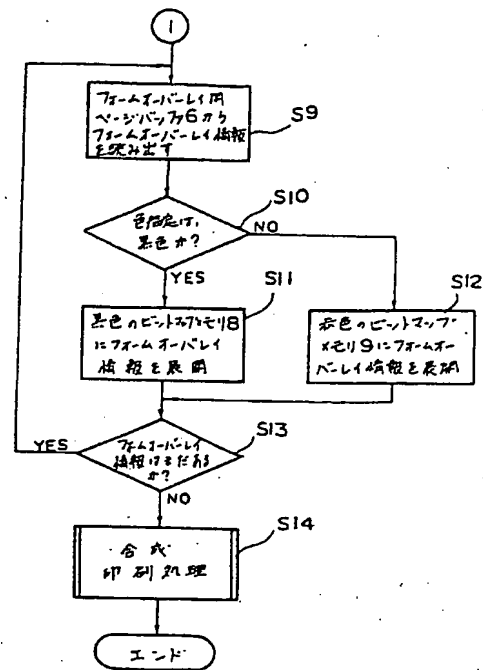 1
フォームオーバーレイ用
ページバッファ6から
フォームオーバーレイ情報
を読み出す
S9
色指定は、
黒色か?
S10
NO
YES
S11
S12
黒色のビットマップメモリ8
にフォームオーバレイ
情報を展開
赤色のビットマップ
メモリ9にフォームオー
バーレイ情報を展開
YES
フォームオーバーレイ
情報はまだある
か?
S13
NO
合成
印刷処理
S14
エンド